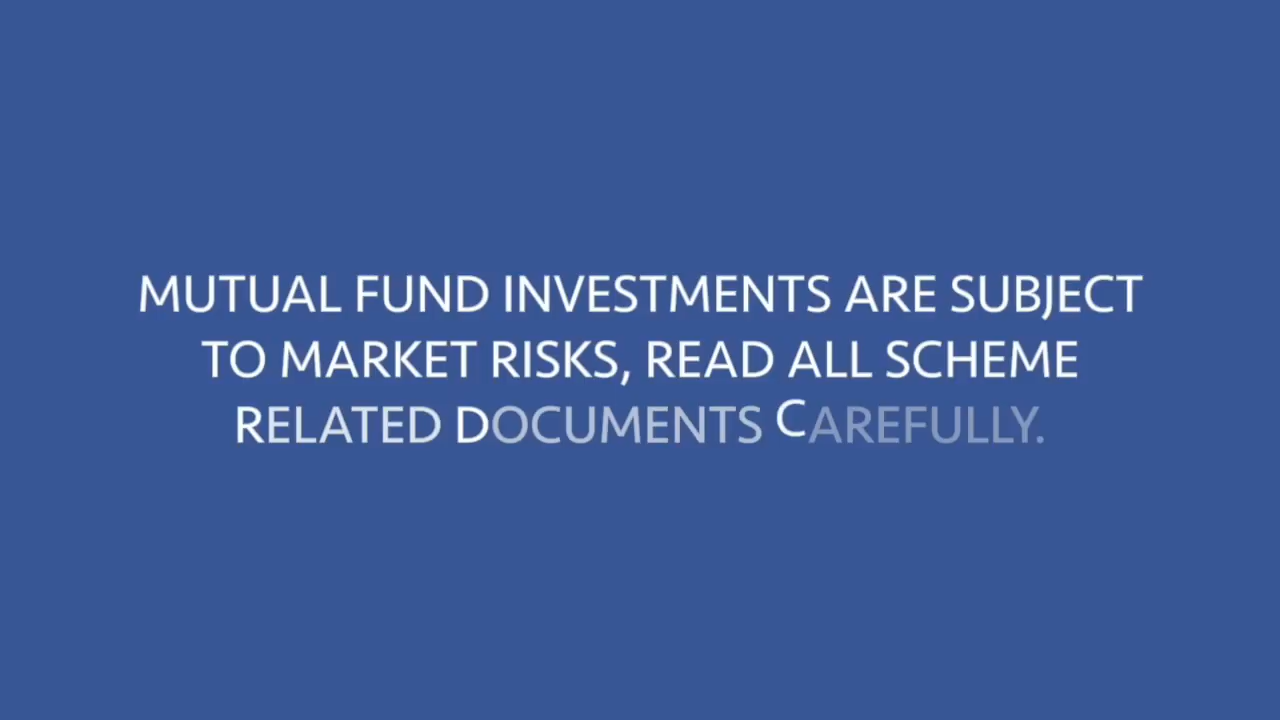 MUTUAL FUND INVESTMENTS ARE SUBJECT
TO MARKET RISKS, READ ALL SCHEME
RELATED DOCUMENTS CAREFULLY.